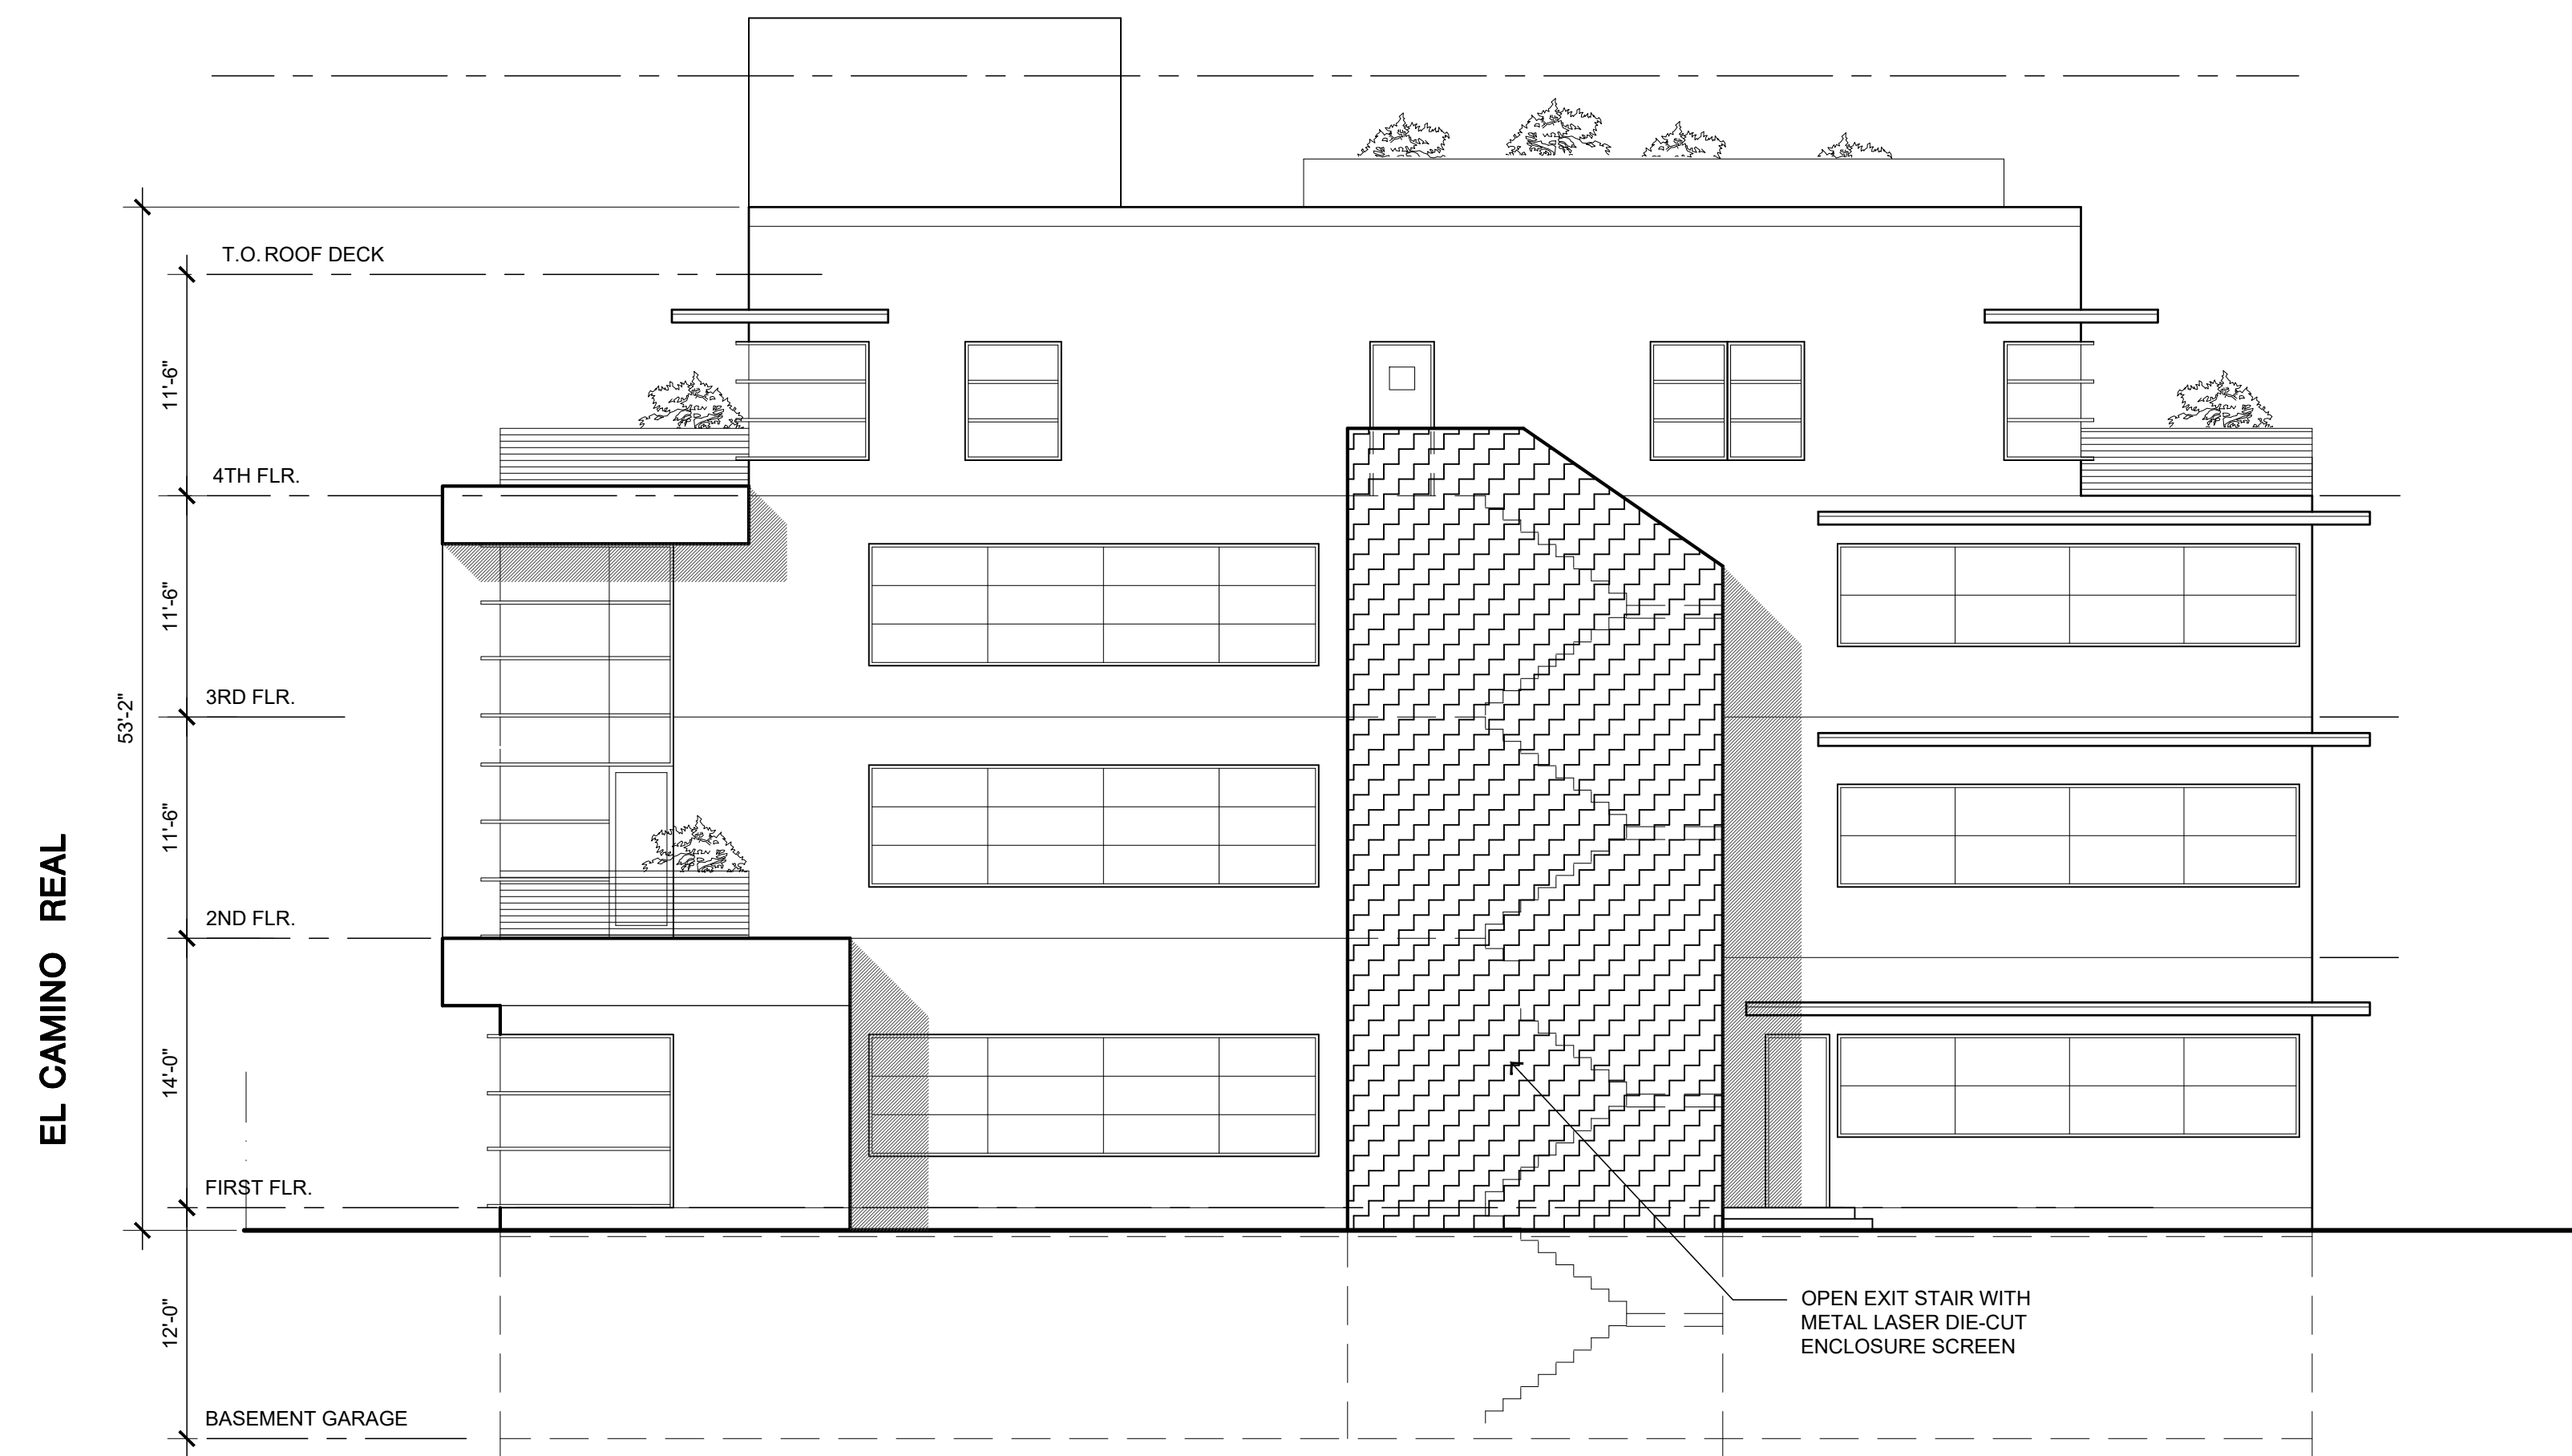 T.O. ROOF DECK
11'-6"
4TH FLR.
11'-6"
3RD FLR.
53'-2"
11'-6"
2ND FLR.
EL CAMINO REAL
14'-0"
FIRST FLR.
12'-0"
OPEN EXIT STAIR WITH
METAL LASER DIE-CUT
ENCLOSURE SCREEN
BASEMENT GARAGE